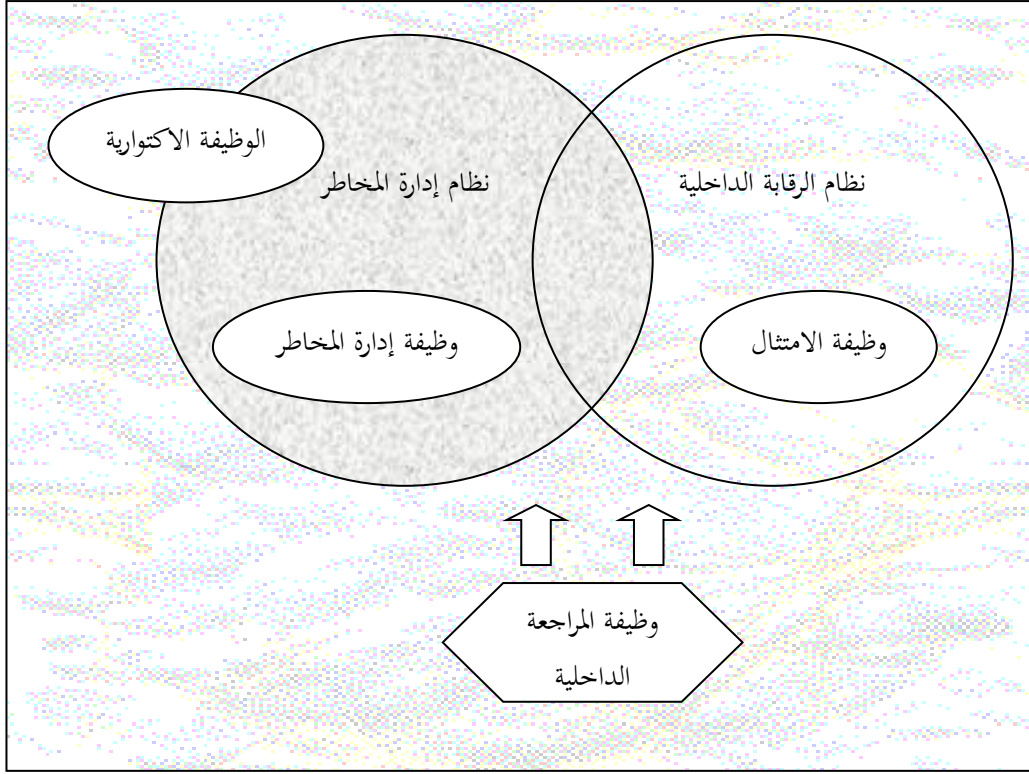 الوظيفة الاكتوارية
نظام الرقابة الداخلية
نظام إدارة المخاطر
وظيفة الامتثال
وظيفة إدارة المخاطر
وظيفة المراجعة
الداخلية